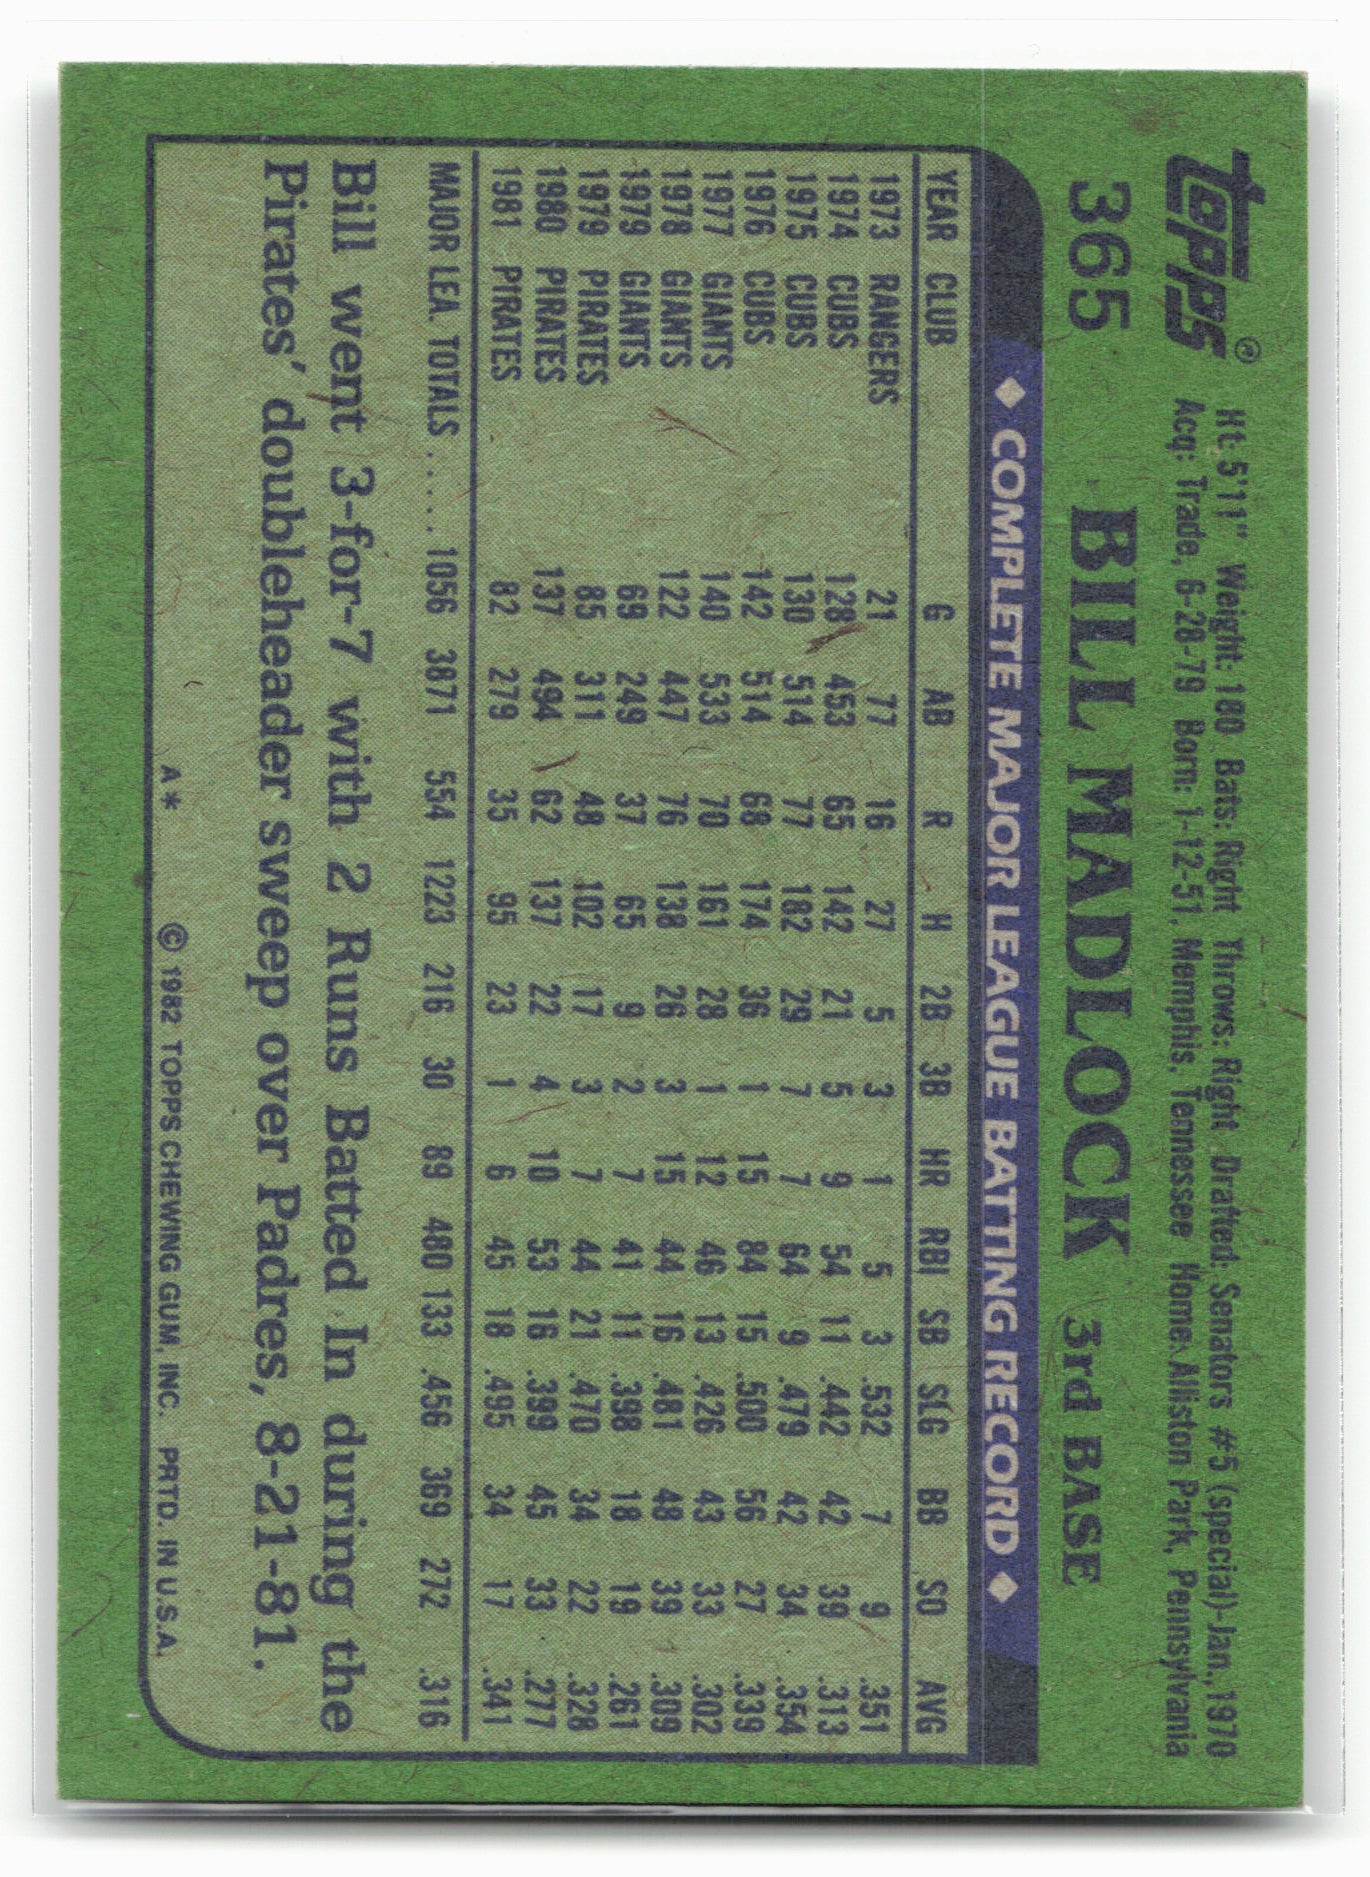 Topps® Ht: 5'11" Weight: 180 Bats: Right Throws: Right Drafted: Senators #5 (special)-Jan.,1970
Acq: Trade, 6-28-79 Born: 1-12-51, Memphis, Tennessee Home: Alliston Park, Pennsylvania
365 BILL MADLOCK 3rd BASE
◆ COMPLETE MAJOR LEAGUE BATTING RECORD ◆
YEAR CLUB G AB R H 2B 3B HR RBI SB SLG BB SO AVG
1973 RANGERS 21 77 16 27 5 3 1 5 3 .532 7 9 .351
1974 CUBS 128 453 65 142 21 5 9 54 11 .442 42 39 .313
1975 CUBS 130 514 77 182 29 7 7 64 9 .479 42 34 .354
1976 CUBS 142 514 68 174 36 1 15 84 15 .500 56 27 .339
1977 GIANTS 140 533 70 161 28 1 12 46 13 .426 43 33 .302
1978 GIANTS 122 447 76 138 26 3 15 44 16 .481 48 39 .309
1979 GIANTS 69 249 37 65 9 2 7 41 11 .398 18 19 .261
1979 PIRATES 85 311 48 102 17 3 7 44 21 .470 34 22 .328
1980 PIRATES 137 494 62 137 22 4 10 53 16 .399 45 33 .277
1981 PIRATES 82 279 35 95 23 1 6 45 18 .495 34 17 .341
MAJOR LEA. TOTALS ..... 1056 3871 554 1223 216 30 89 480 133 .456 369 272 .316
Bill went 3-for-7 with 2 Runs Batted In during the
Pirates' doubleheader sweep over Padres, 8-21-81.
A* © 1982 TOPPS CHEWING GUM, INC. PRTD. IN U.S.A.